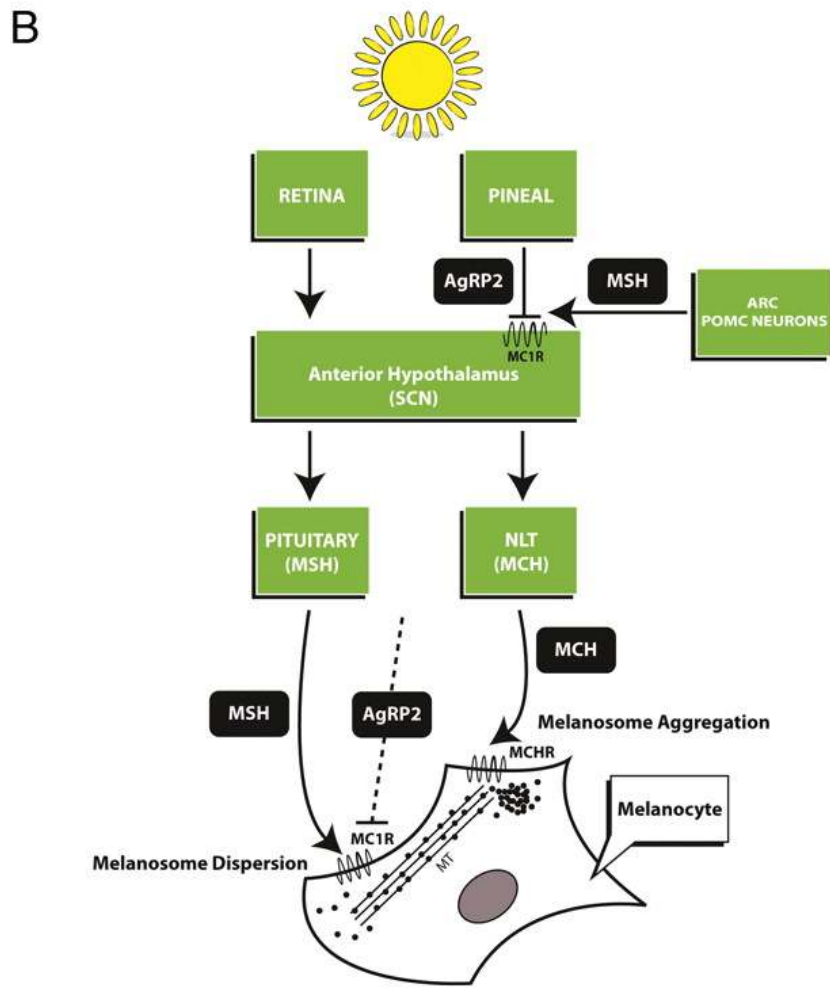 B
RETINA
PINEAL
AgRP2
MSH
ARC
POMC NEURONS
MC1R
Anterior Hypothalamus
(SCN)
PITUITARY
(MSH)
NLT
(MCH)
MCH
MSH
AgRP2
Melanosome Aggregation
MCHR
Melanocyte
MC1R
Melanosome Dispersion
MT